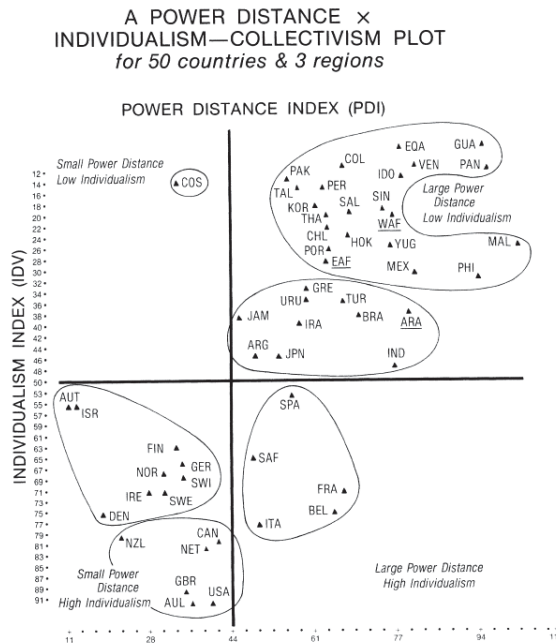 A POWER DISTANCE ×
INDIVIDUALISM—COLLECTIVISM PLOT
for 50 countries & 3 regions
POWER DISTANCE INDEX (PDI)
INDIVIDUALISM INDEX (IDV)
Small Power Distance
Low Individualism
COS
Large Power
Distance
Low Individualism
EQA
GUA
COL
VEN
PAN
PAK
IDO
TAL
PER
SIN
KOR
SAL
THA
WAF
CHL
HOK
YUG
MAL
POR
EAF
MEX
PHI
GRE
URU
TUR
JAM
IRA
BRA
ARA
ARG
JPN
IND
AUT
ISR
SPA
FIN
GER
NOR
SWI
IRE
SWE
DEN
SAF
FRA
BEL
ITA
NZL
CAN
NET
GBR
USA
AUL
Small Power
Distance
High Individualism
Large Power Distance
High Individualism
12
14
16
18
20
24
26
28
30
32
34
36
38
40
42
44
46
50
53
55
57
59
61
63
65
67
69
71
73
75
77
79
81
83
85
87
89
91
11 28 44 61 77 94